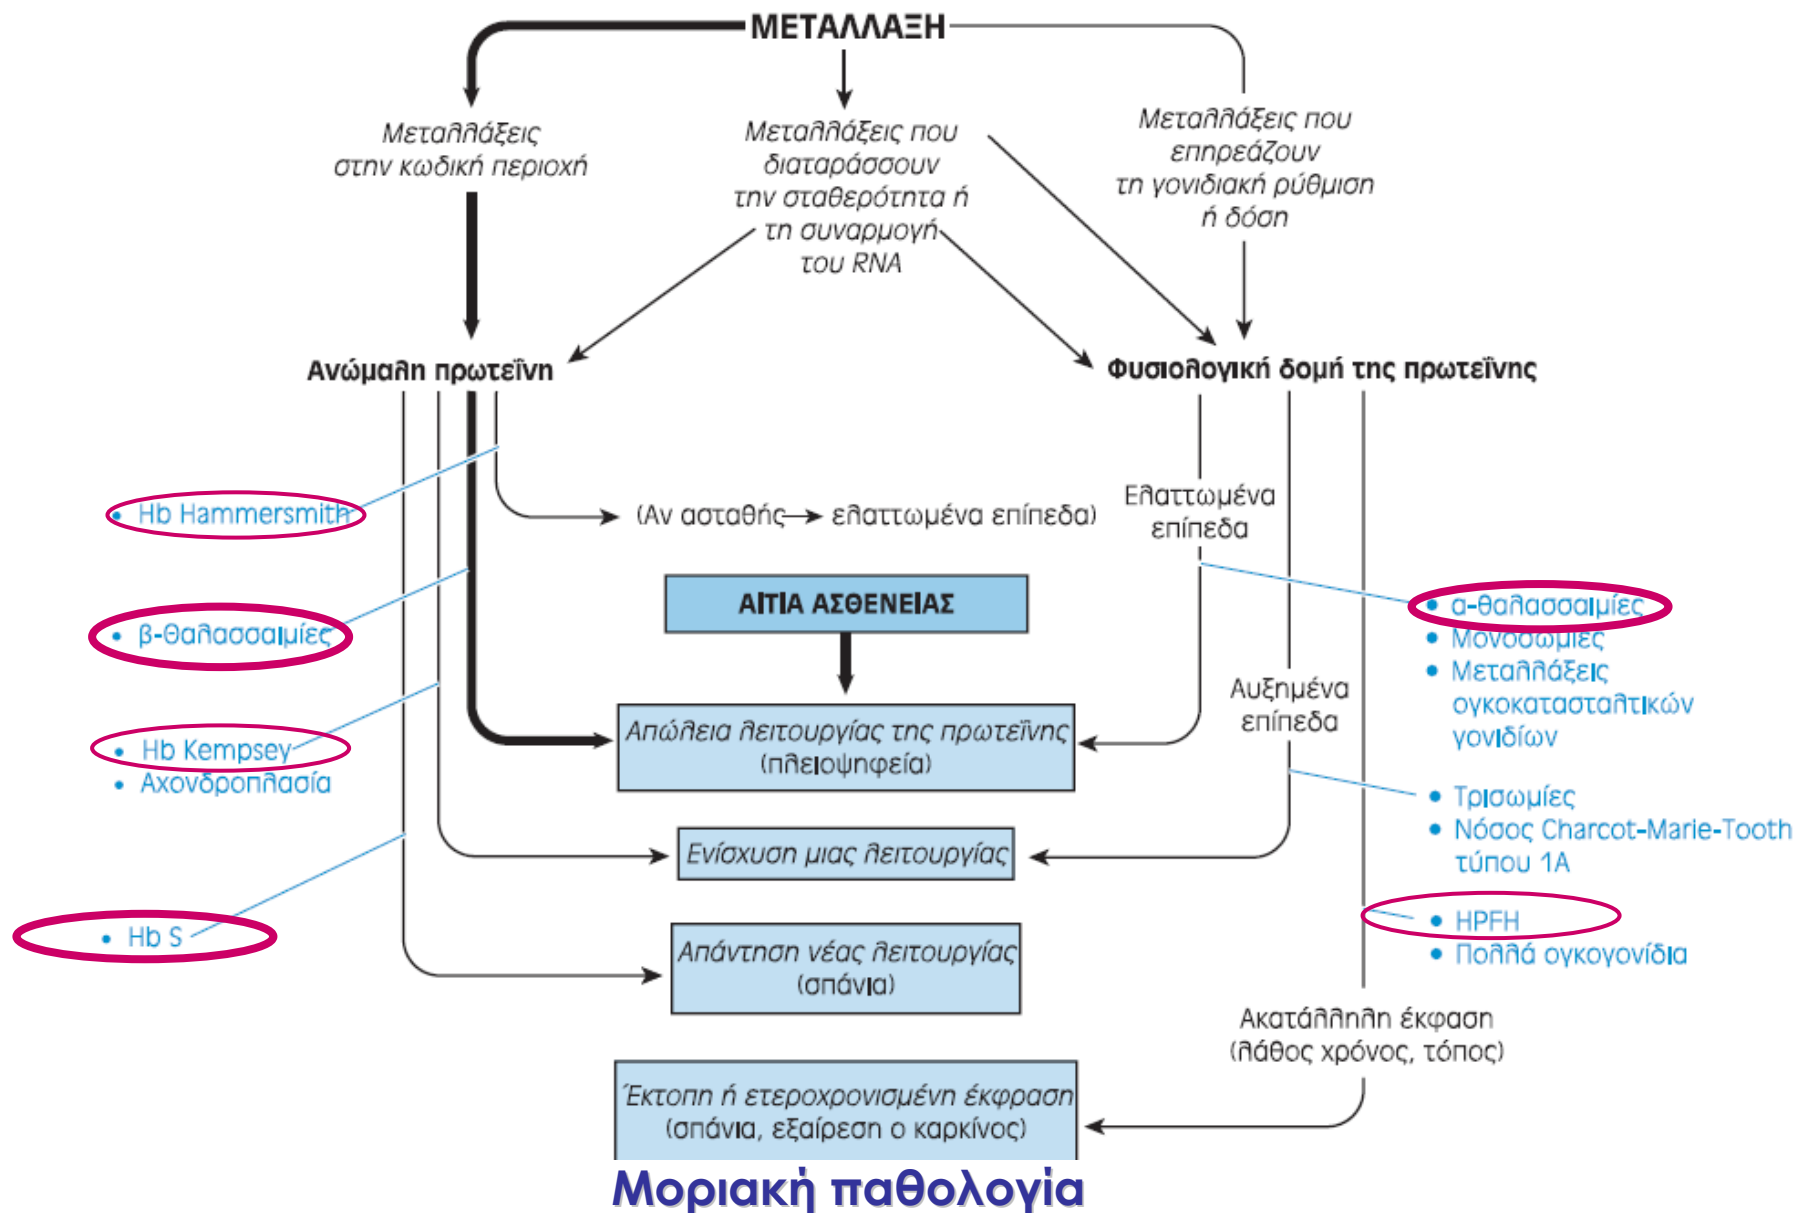 ΜΕΤΑΛΛΑΞΗ
Μεταλλάξεις
στην κωδική περιοχή
Μεταλλάξεις που
διαταράσσουν
την σταθερότητα ή
τη συναρμογή
του RNA
Μεταλλάξεις που
επηρεάζουν
τη γονιδιακή ρύθμιση
ή δόση
Ανώμαλη πρωτεΐνη
Φυσιολογική δομή της πρωτεΐνης
• Hb Hammersmith
(Αν ασταθής → ελαττωμένα επίπεδα)
Ελαττωμένα
επίπεδα
ΑΙΤΙΑ ΑΣΘΕΝΕΙΑΣ
• β-θαλασσαιμίες
• α-θαλασσαιμίες
• Μονοσωμίες
• Μεταλλάξεις
ογκοκατασταλτικών
γονιδίων
Αυξημένα
επίπεδα
Απώλεια λειτουργίας της πρωτεΐνης
(πλειοψηφεία)
• Hb Kempsey
• Αχονδροπλασία
• Τρισωμίες
• Νόσος Charcot-Marie-Tooth
τύπου 1A
Ενίσχυση μιας λειτουργίας
• Hb S
• HPFH
• Πολλά ογκογονίδια
Απάντηση νέας λειτουργίας
(σπάνια)
Ακατάλληλη έκφαση
(λάθος χρόνος, τόπος)
Έκτοπη ή ετεροχρονισμένη έκφραση
(σπάνια, εξαίρεση ο καρκίνος)
Μοριακή παθολογία